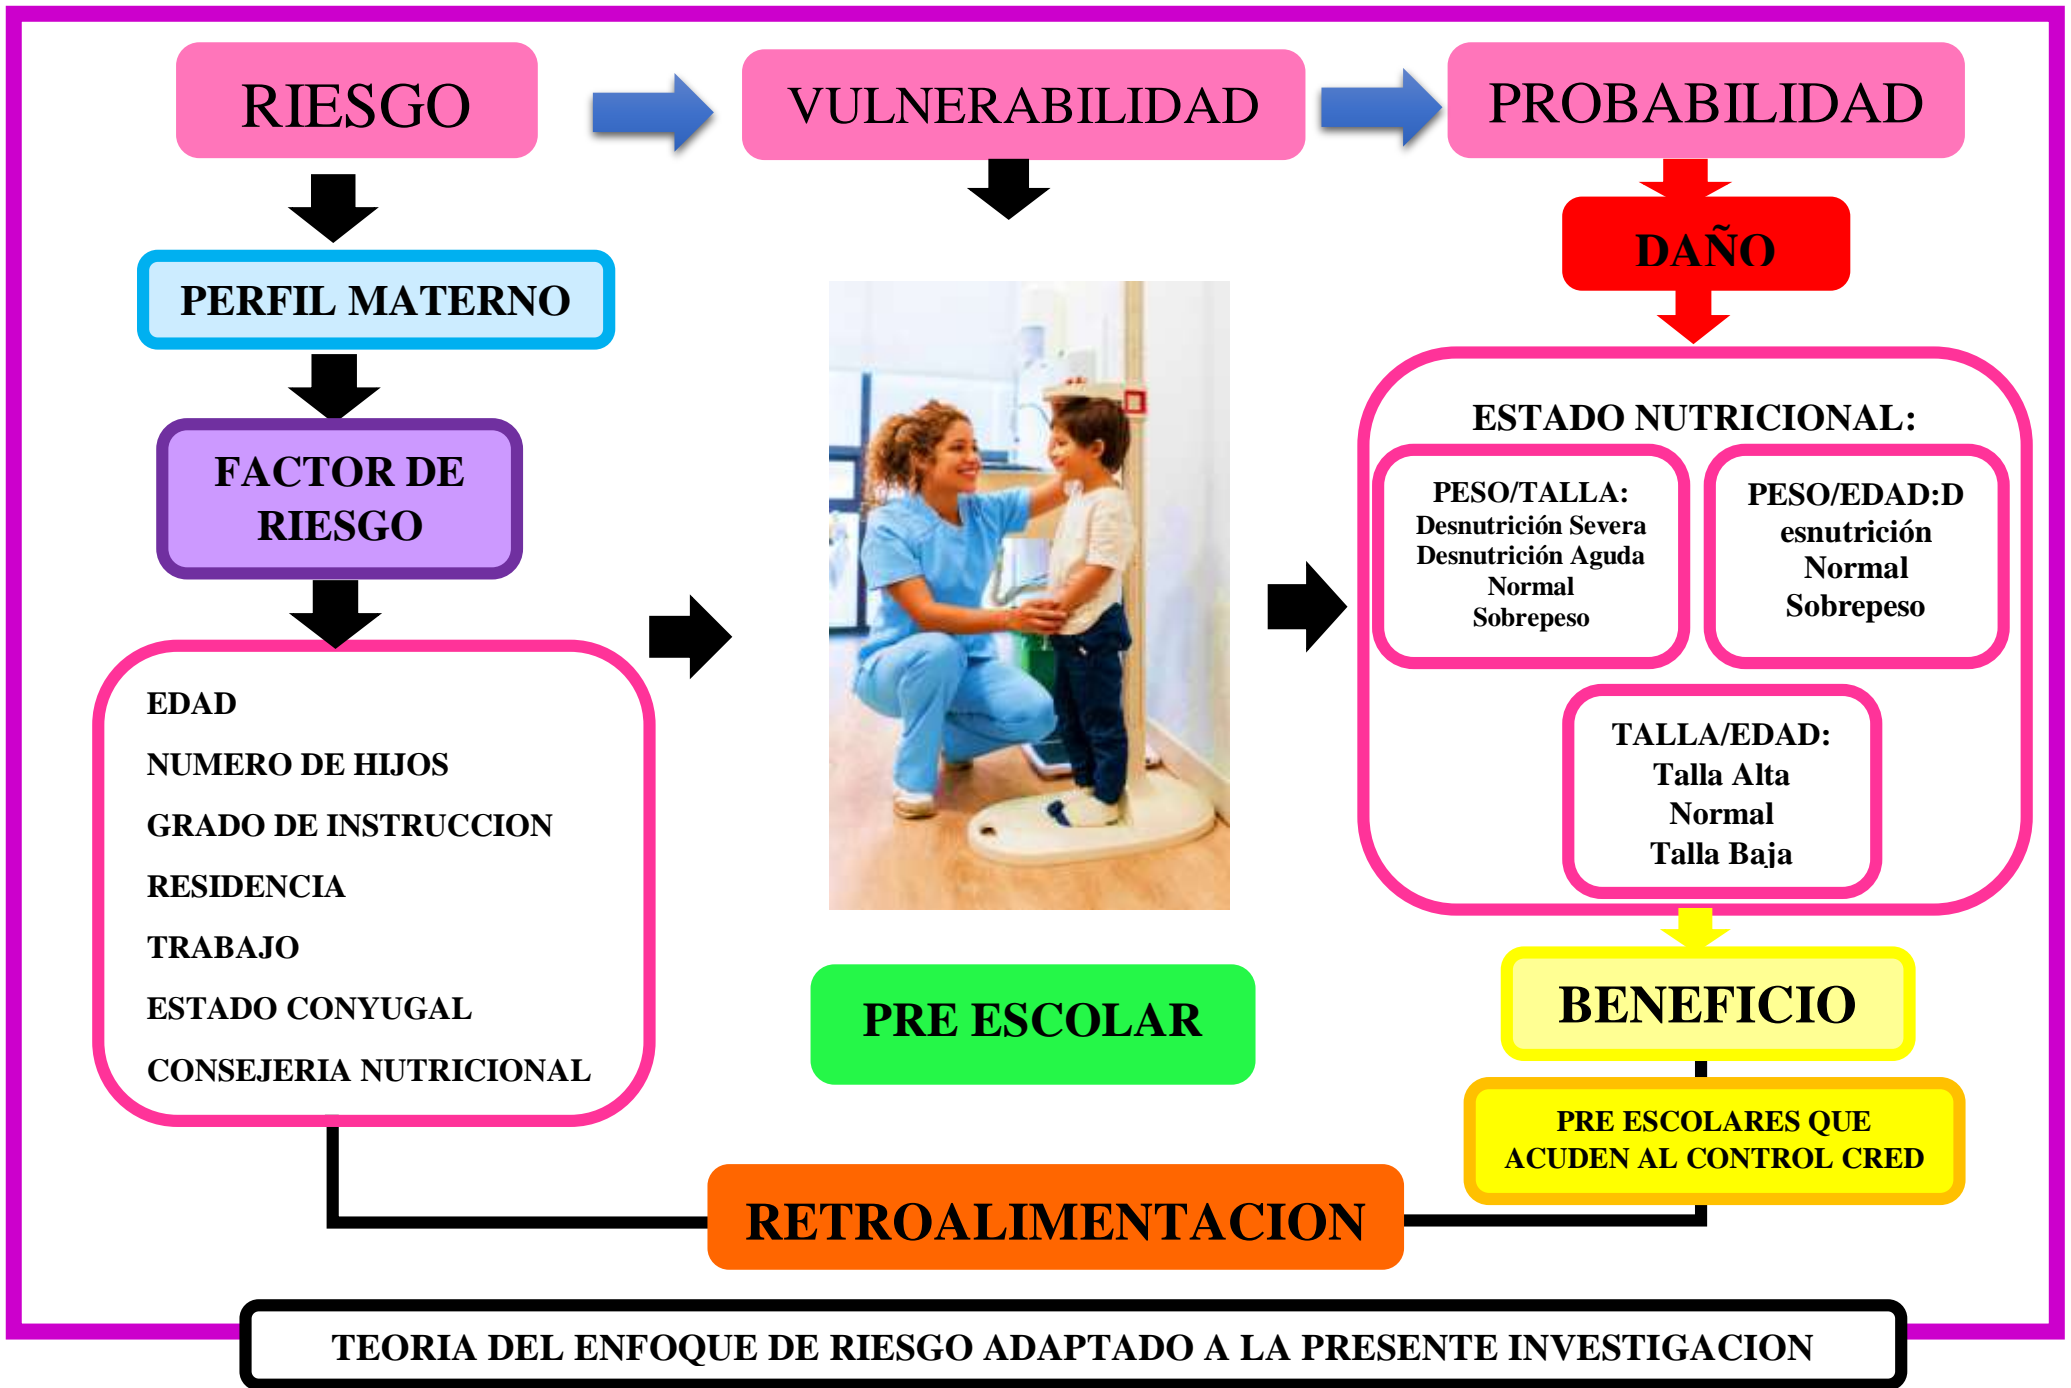 RIESGO
VULNERABILIDAD
PROBABILIDAD
PERFIL MATERNO
FACTOR DE
RIESGO
EDAD
NUMERO DE HIJOS
GRADO DE INSTRUCCION
RESIDENCIA
TRABAJO
ESTADO CONYUGAL
CONSEJERIA NUTRICIONAL
PRE ESCOLAR
DAÑO
ESTADO NUTRICIONAL:
PESO/TALLA:
Desnutrición Severa
Desnutrición Aguda
Normal
Sobrepeso
PESO/EDAD:D
esnutrición
Normal
Sobrepeso
TALLA/EDAD:
Talla Alta
Normal
Talla Baja
BENEFICIO
PRE ESCOLARES QUE
ACUDEN AL CONTROL CRED
RETROALIMENTACION
TEORIA DEL ENFOQUE DE RIESGO ADAPTADO A LA PRESENTE INVESTIGACION